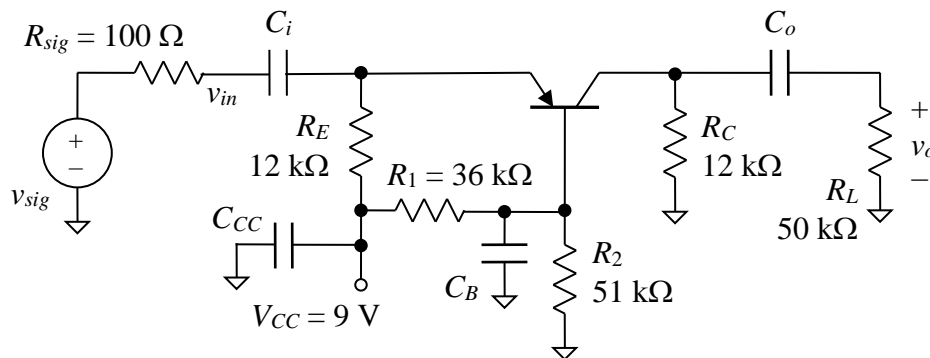 R_sig = 100 Ω
C_i
C_o
v_in
+
−
v_sig
R_E
12 kΩ
R_1 = 36 kΩ
R_C
12 kΩ
+
v_o
−
R_L
50 kΩ
C_CC
C_B
R_2
51 kΩ
V_CC = 9 V